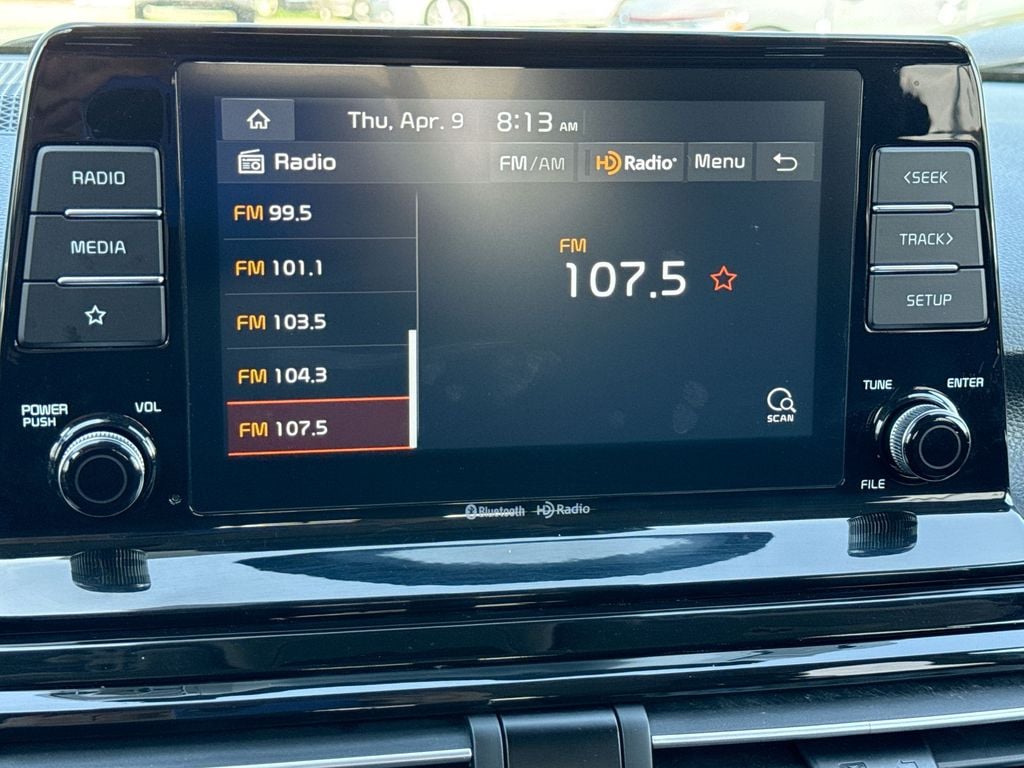 Thu, Apr. 9 8:13 AM
Radio FM/AM HD Radio Menu
FM 99.5
FM 101.1
FM 103.5
FM 104.3
FM 107.5
FM
107.5
SCAN
RADIO
MEDIA
POWER
PUSH
VOL
<SEEK
TRACK>
SETUP
TUNE
ENTER
FILE
Bluetooth HD Radio